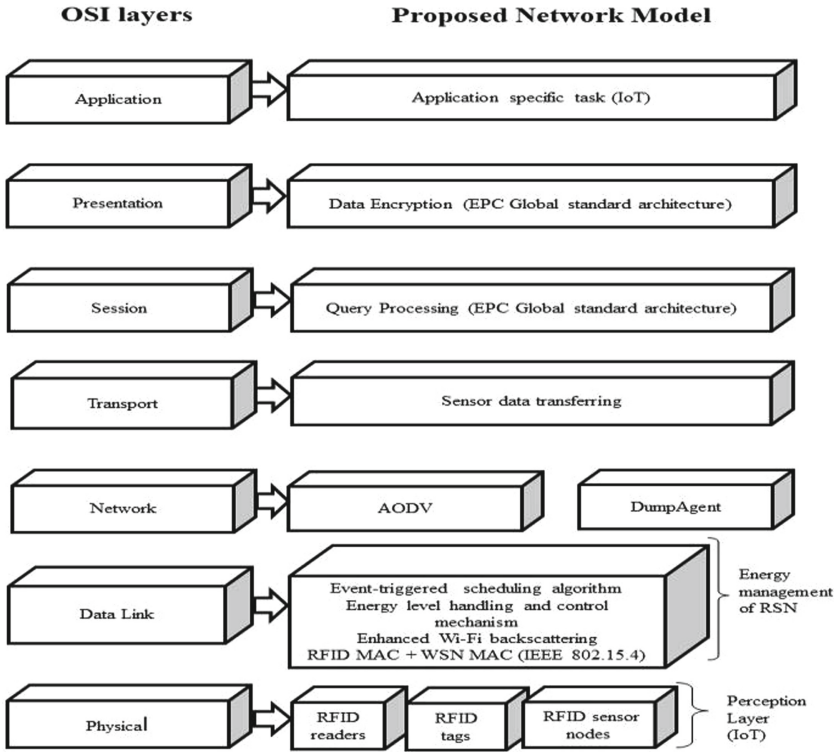 OSI layers
Proposed Network Model
Application
Application specific task (IoT)
Presentation
Data Encryption (EPC Global standard architecture)
Session
Query Processing (EPC Global standard architecture)
Transport
Sensor data transferring
Network
AODV
DumpAgent
Data Link
Event-triggered scheduling algorithm
Energy level handling and control
mechanism
Enhanced Wi-Fi backscattering
RFID MAC + WSN MAC (IEEE 802.15.4)
Energy
management
of RSN
Physical
RFID
readers
RFID
tags
RFID sensor
nodes
Perception
Layer
(IoT)